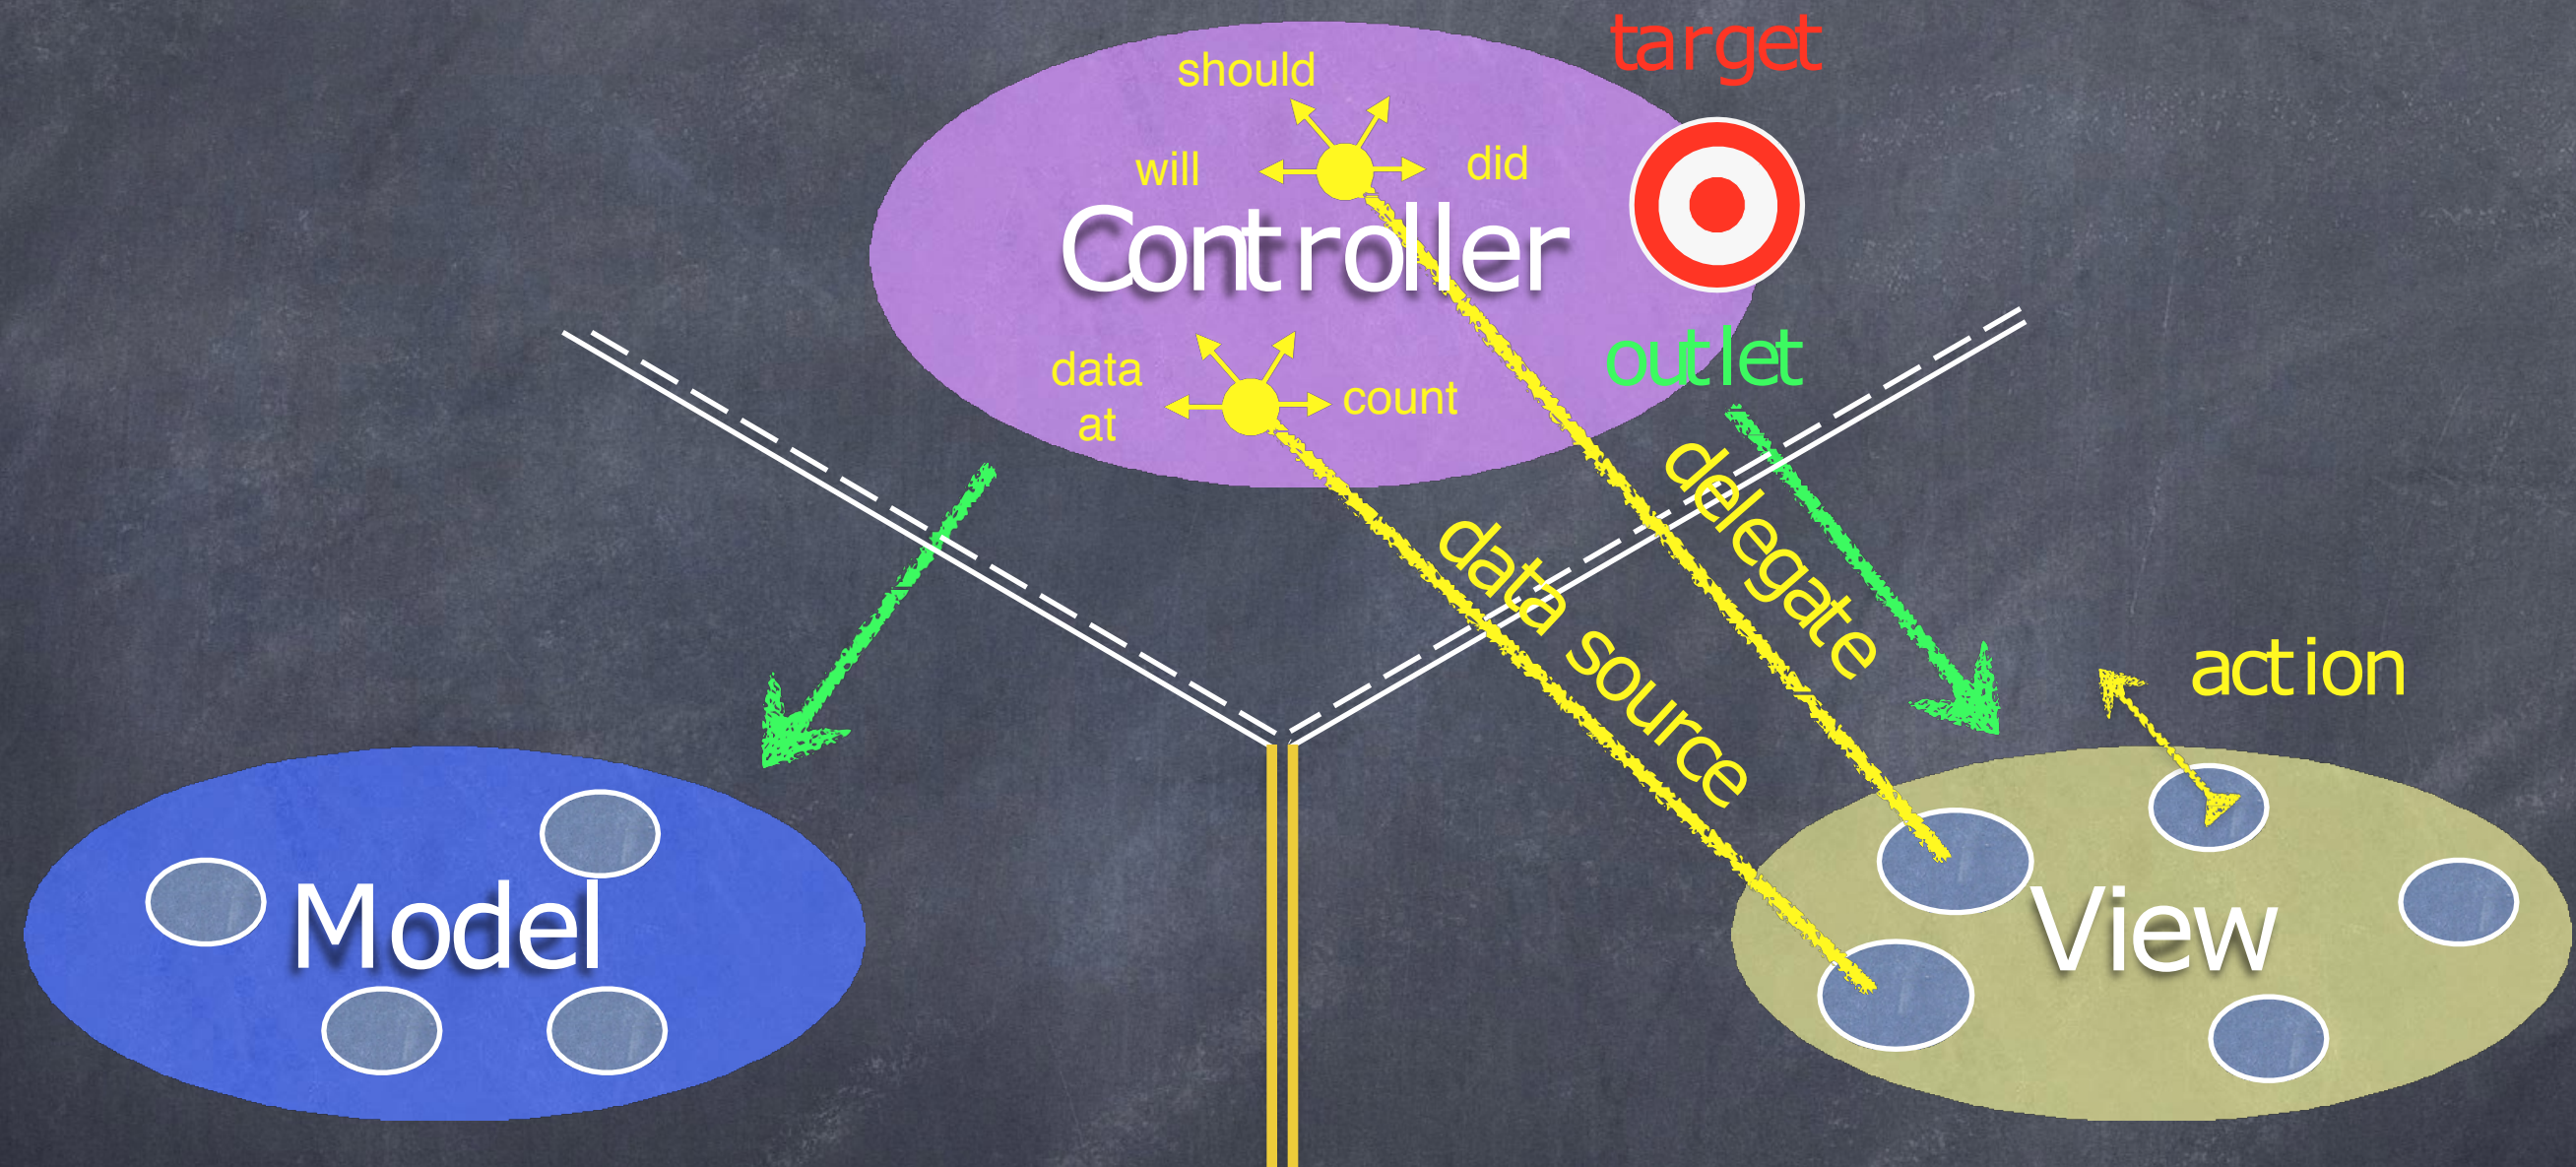 target
should
will
did
Controller
data
at
count
outlet
delegate
data source
action
Model
View